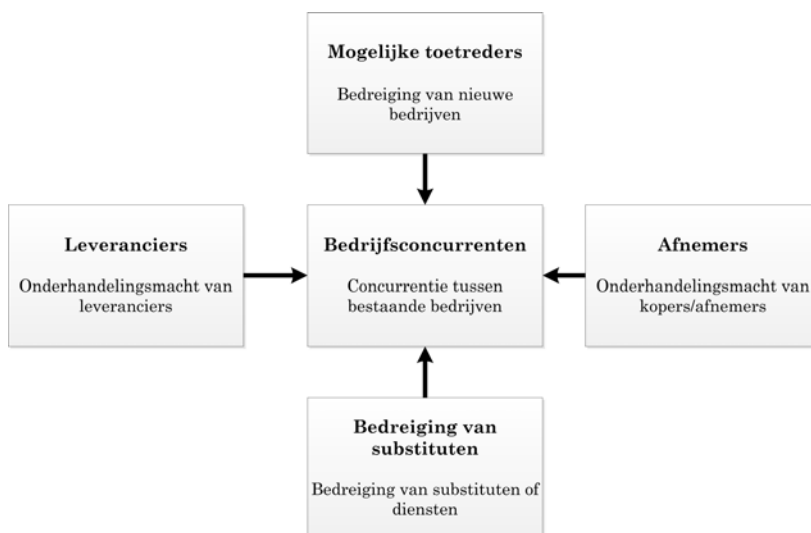 Mogelijke toetreders
Bedreiging van nieuwe
bedrijven
Leveranciers
Onderhandelingsmacht van
leveranciers
Bedrijfsconcurrenten
Concurrentie tussen
bestaande bedrijven
Afnemers
Onderhandelingsmacht van
kopers/afnemers
Bedreiging van
substituten
Bedreiging van substituten of
diensten